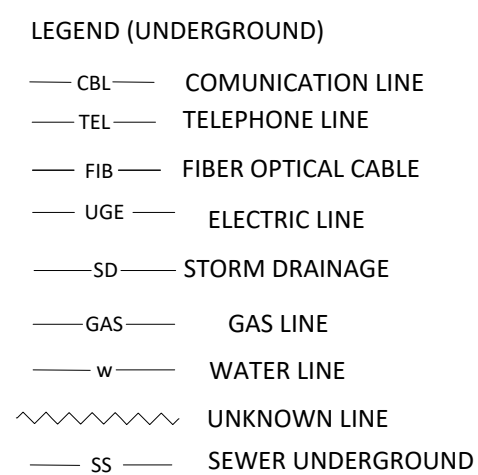 LEGEND (UNDERGROUND)
CBL COMUNICATION LINE
TEL TELEPHONE LINE
FIB FIBER OPTICAL CABLE
UGE ELECTRIC LINE
SD STORM DRAINAGE
GAS GAS LINE
w WATER LINE
UNKNOWN LINE
SS SEWER UNDERGROUND